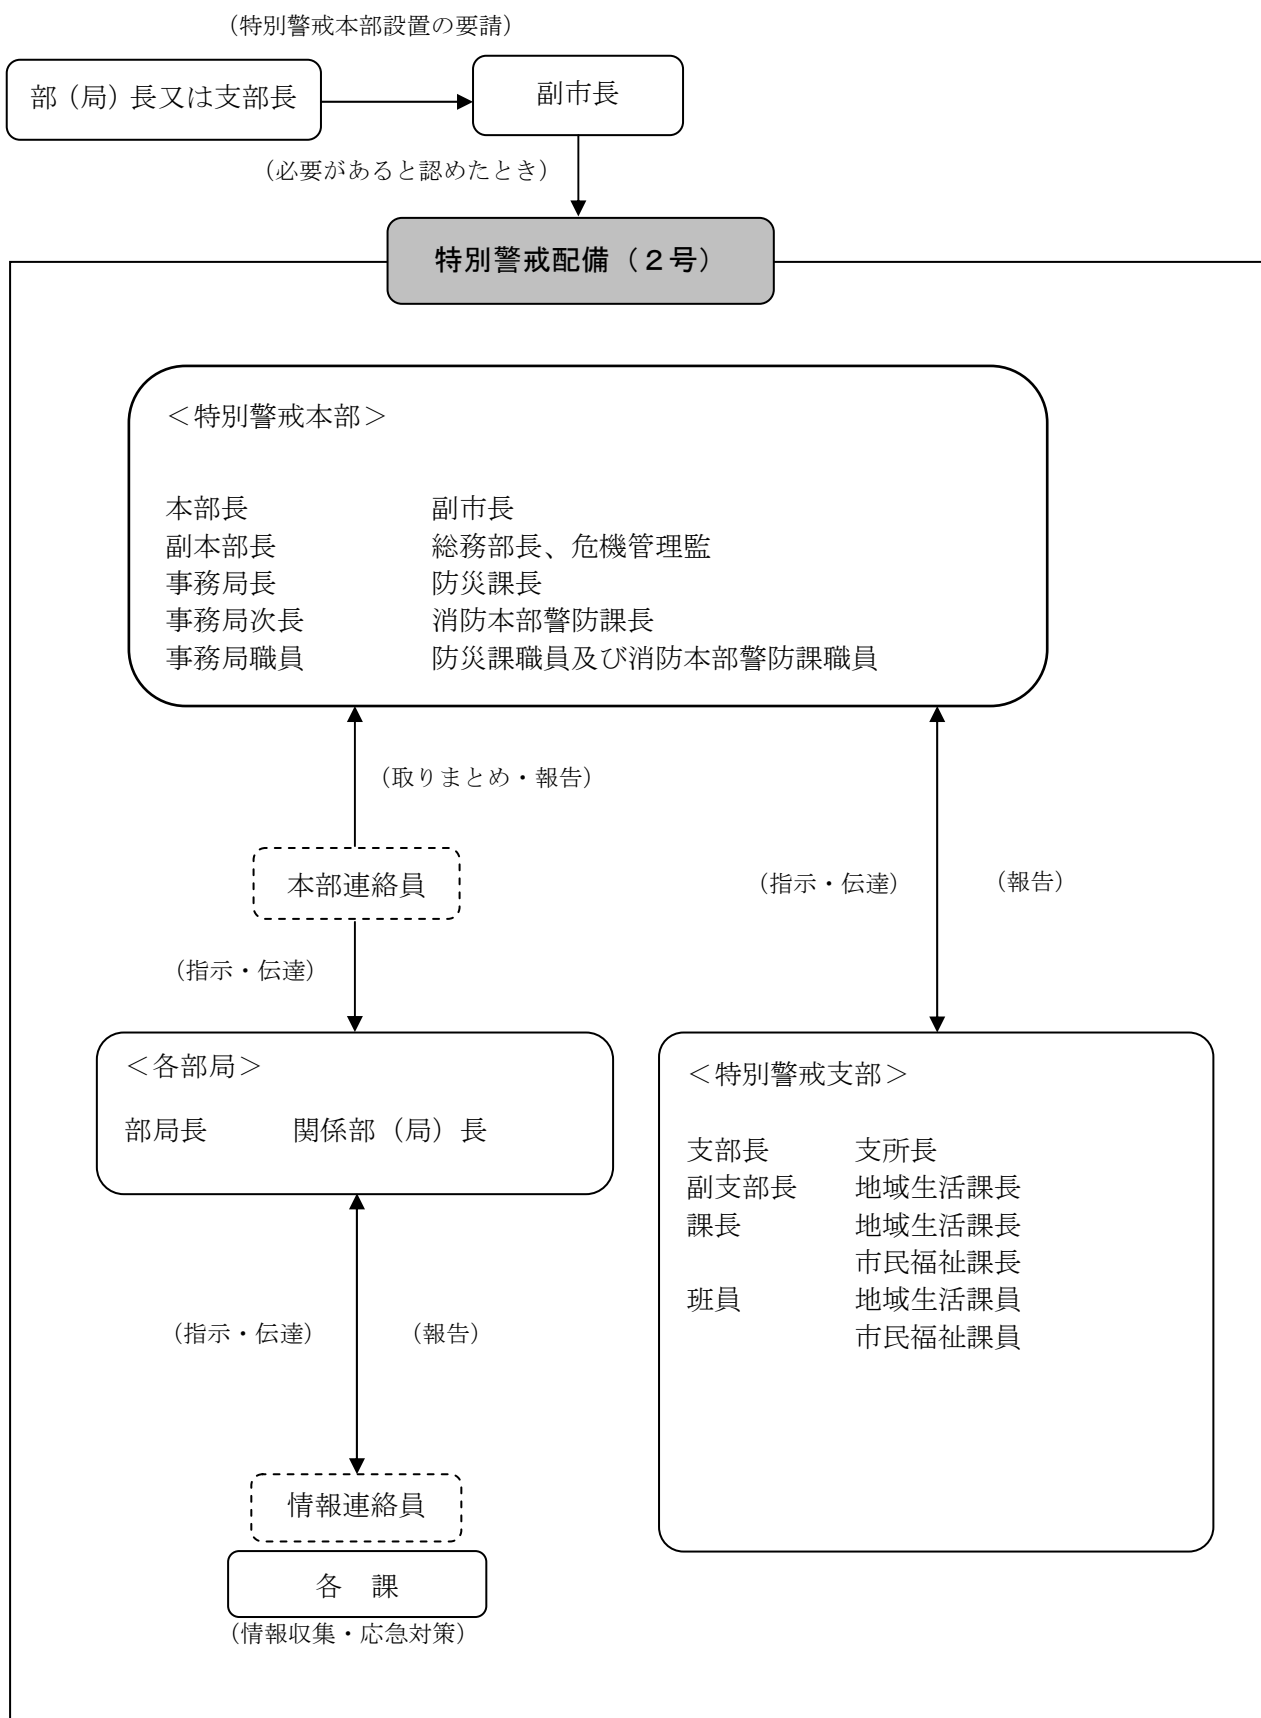 （特別警戒本部設置の要請）
部（局）長又は支部長
副市長
（必要があると認めたとき）
特別警戒配備（２号）
＜特別警戒本部＞
本部長 副市長
副本部長 総務部長、危機管理監
事務局長 防災課長
事務局次長 消防本部警防課長
事務局職員 防災課職員及び消防本部警防課職員
（取りまとめ・報告）
本部連絡員
（指示・伝達）
（指示・伝達） （報告）
＜各部局＞
部局長 関係部（局）長
＜特別警戒支部＞
支部長 支所長
副支部長 地域生活課長
課長 地域生活課長
市民福祉課長
班員 地域生活課員
市民福祉課員
（指示・伝達） （報告）
情報連絡員
各　課
（情報収集・応急対策）